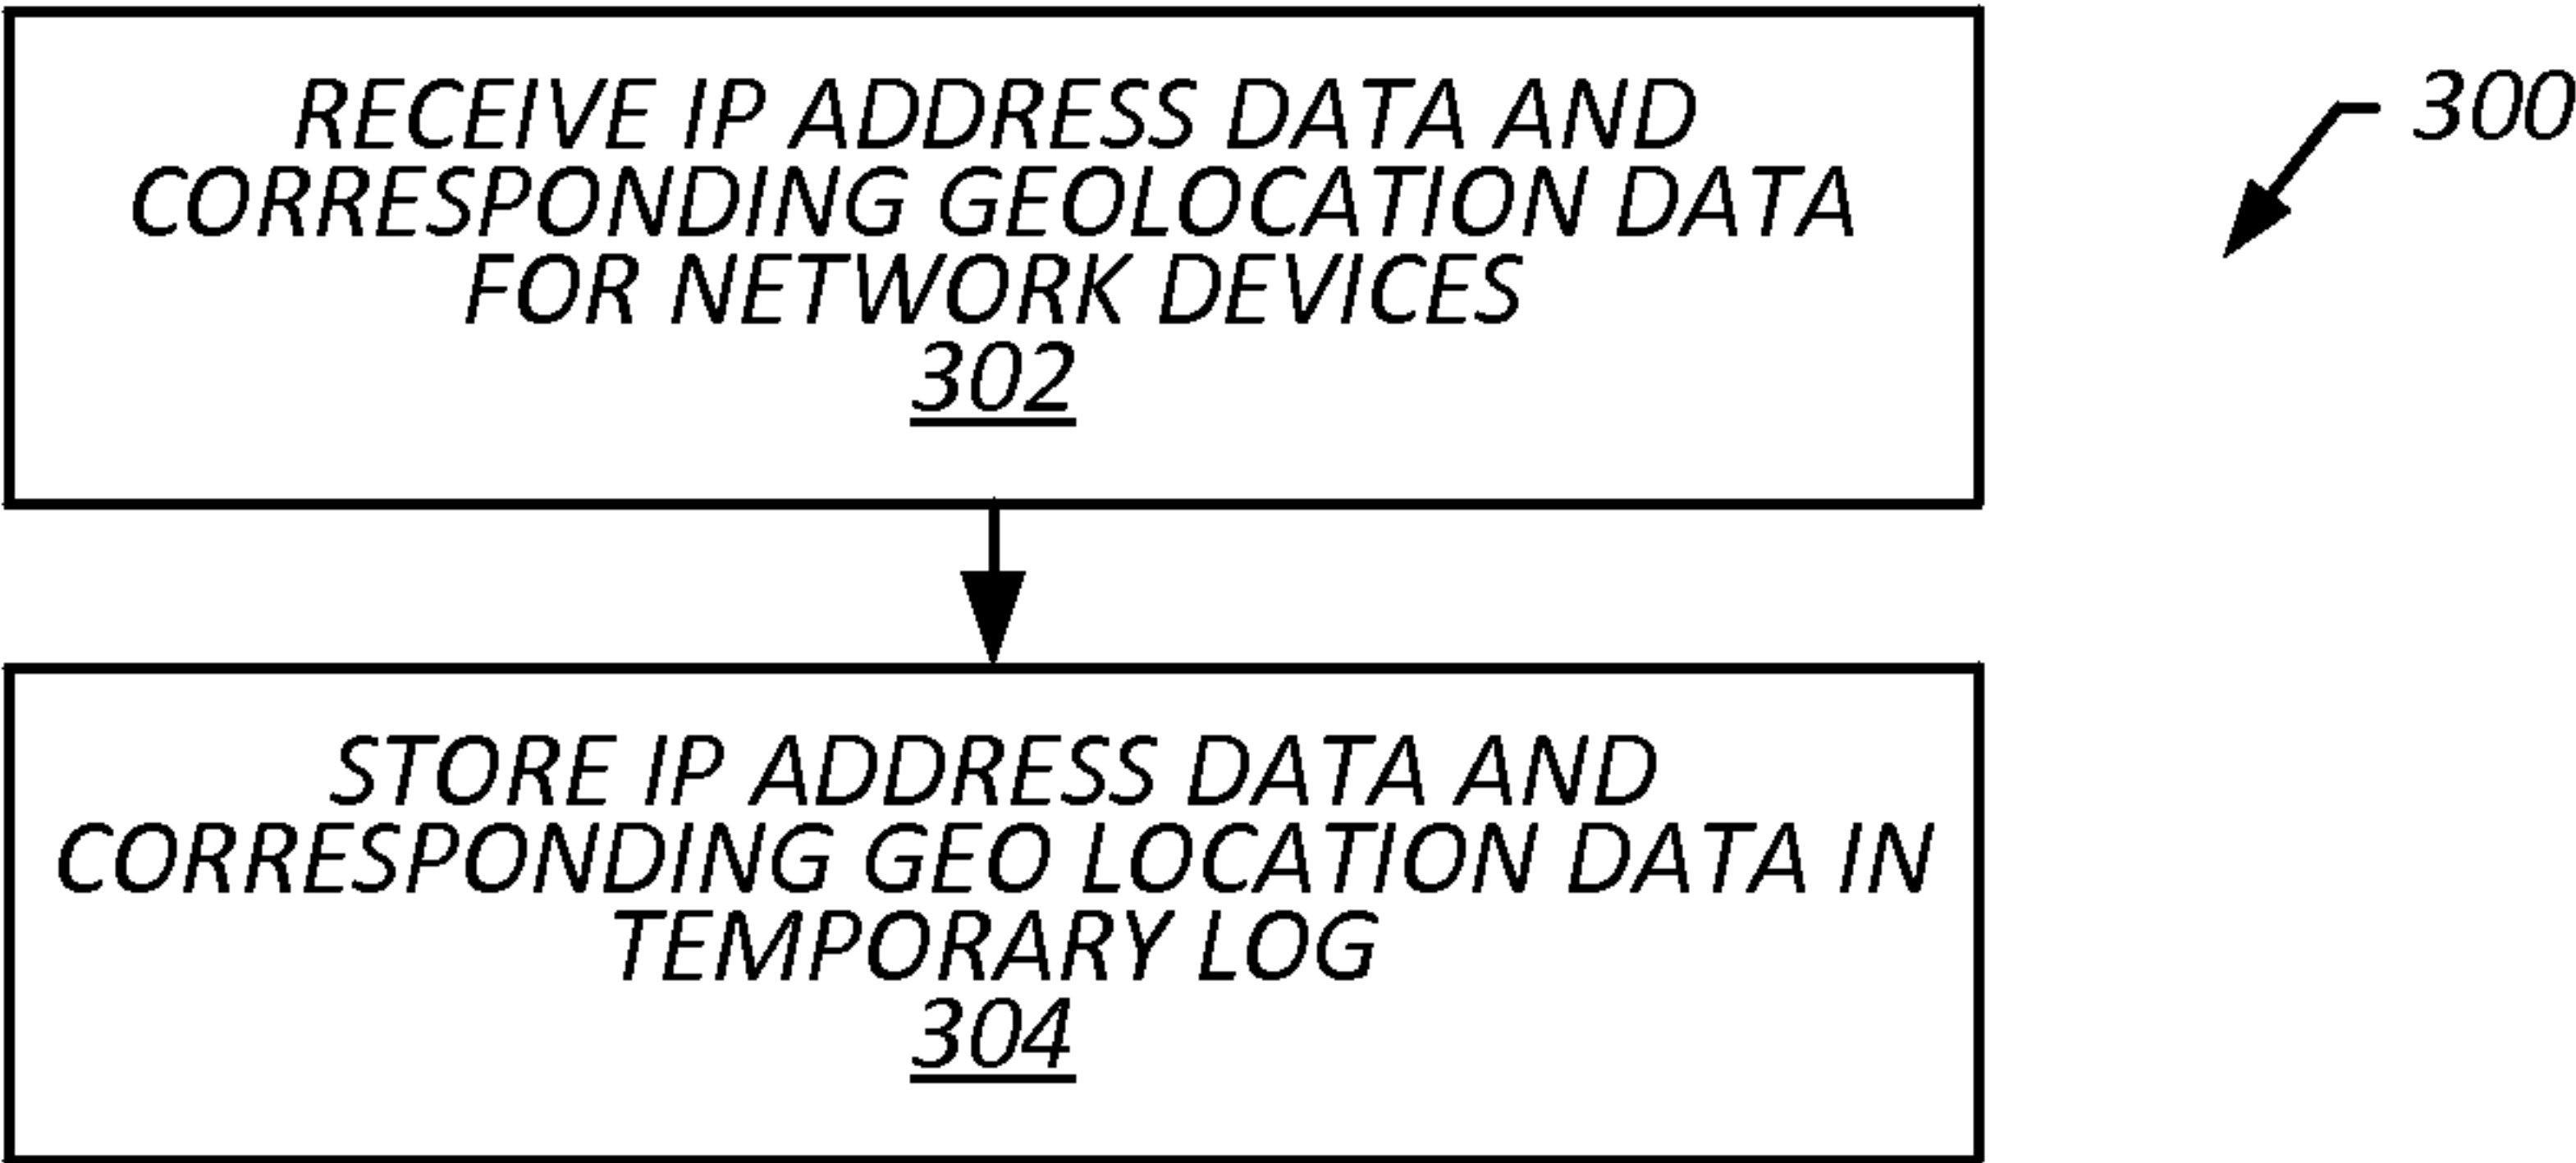 RECEIVE IP ADDRESS DATA AND
CORRESPONDING GEOLOCATION DATA
FOR NETWORK DEVICES
302
300
STORE IP ADDRESS DATA AND
CORRESPONDING GEO LOCATION DATA IN
TEMPORARY LOG
304